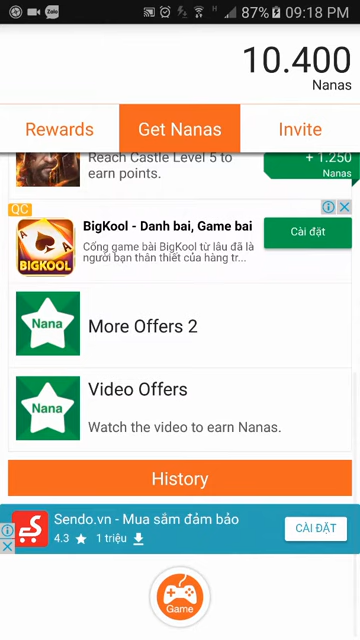 Zalo
H
87%
09:18 PM
10.400
Nanas
Rewards
Get Nanas
Invite
Reach Castle Level 5 to
earn points.
+ 1.250
Nanas
QC
BigKool - Danh bai, Game bai
Cổng game bài BigKool từ lâu đã là
người bạn thân thiết của hàng tr...
Cài đặt
BIGKOOL
Nana
More Offers 2
Nana
Video Offers
Watch the video to earn Nanas.
History
Sendo.vn - Mua sắm đảm bảo
4.3 ★ 1 triệu
CÀI ĐẶT
Game